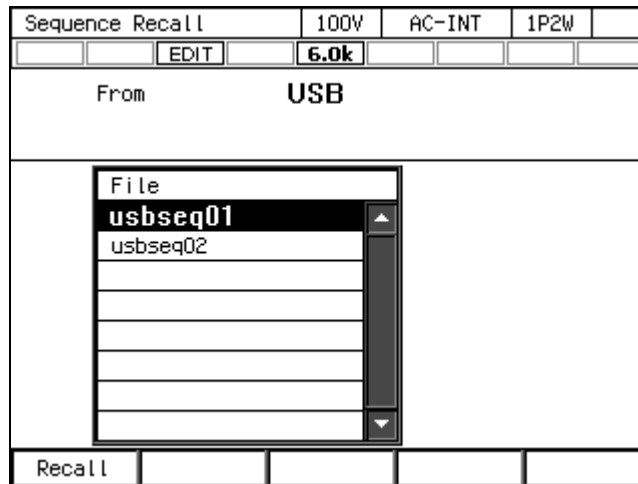 Sequence Recall 100V AC-INT 1P2W
EDIT 6.0k
From USB
File
usbseq01
usbseq02
Recall